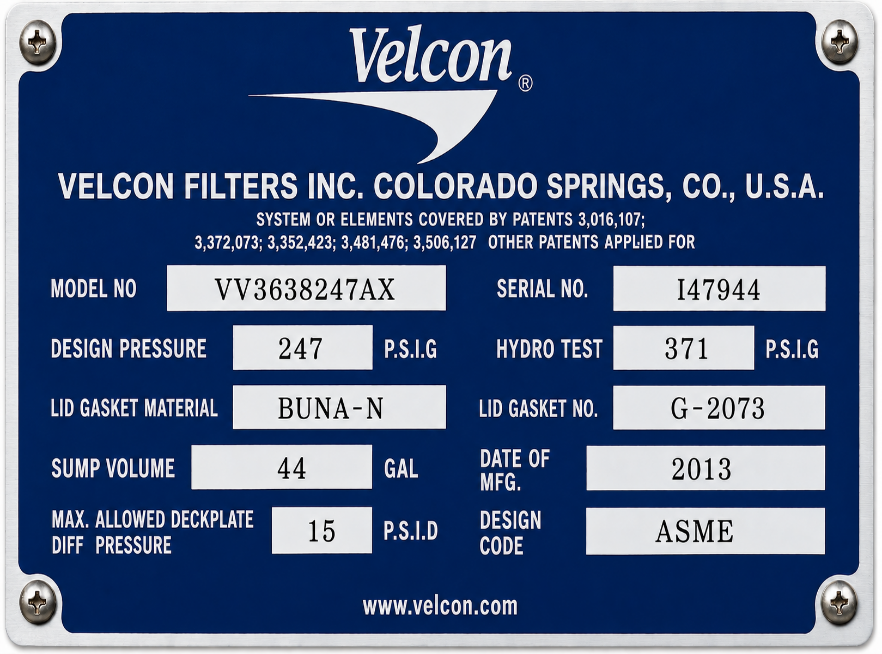 Velcon®
VELCON FILTERS INC. COLORADO SPRINGS, CO., U.S.A.
SYSTEM OR ELEMENTS COVERED BY PATENTS 3,016,107;
3,372,073; 3,352,423; 3,481,476; 3,506,127 OTHER PATENTS APPLIED FOR
MODEL NO VV3638247AX SERIAL NO. I47944
DESIGN PRESSURE 247 P.S.I.G HYDRO TEST 371 P.S.I.G
LID GASKET MATERIAL BUNA-N LID GASKET NO. G-2073
SUMP VOLUME 44 GAL DATE OF MFG. 2013
MAX. ALLOWED DECKPLATE DIFF PRESSURE 15 P.S.I.D DESIGN CODE ASME
www.velcon.com